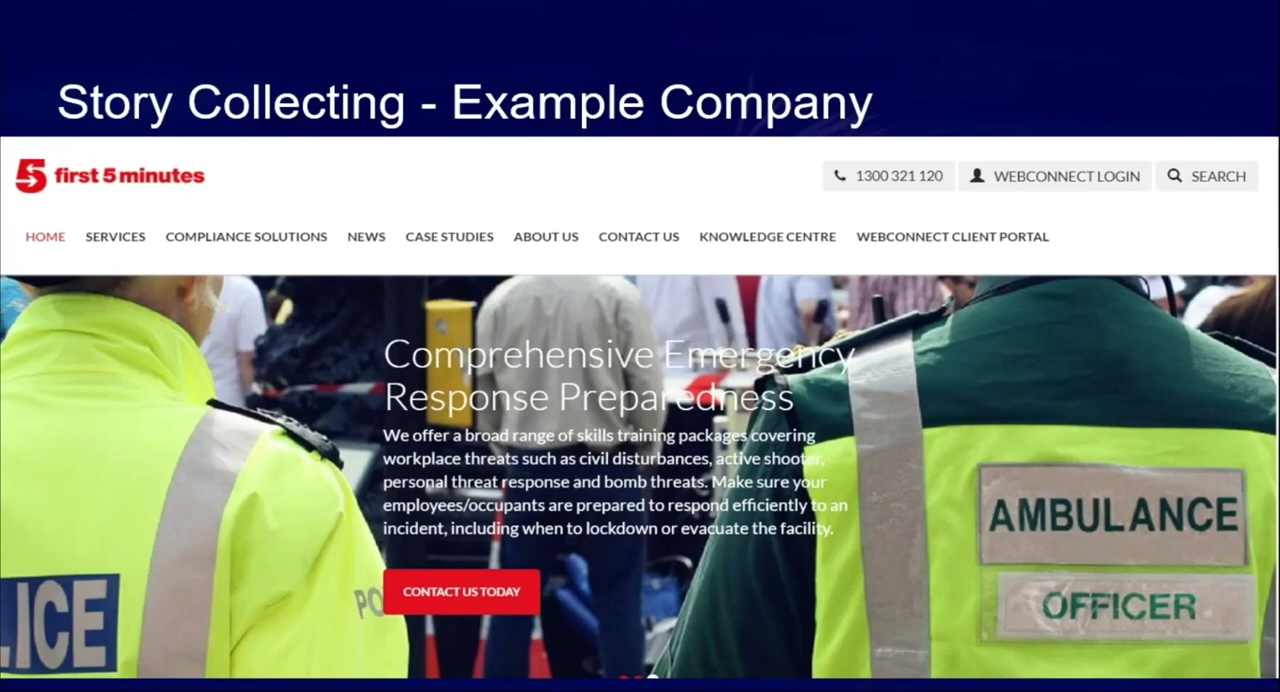 Story Collecting - Example Company
5 first 5 minutes
1300 321 120 WEBCONNECT LOGIN SEARCH
HOME SERVICES COMPLIANCE SOLUTIONS NEWS CASE STUDIES ABOUT US CONTACT US KNOWLEDGE CENTRE WEBCONNECT CLIENT PORTAL
Comprehensive Emergency
Response Preparedness
We offer a broad range of skills training packages covering
workplace threats such as civil disturbances, active shooter,
personal threat response and bomb threats. Make sure your
employees/occupants are prepared to respond efficiently to an
incident, including when to lockdown or evacuate the facility.
CONTACT US TODAY
LICE
PO
AMBULANCE
OFFICER